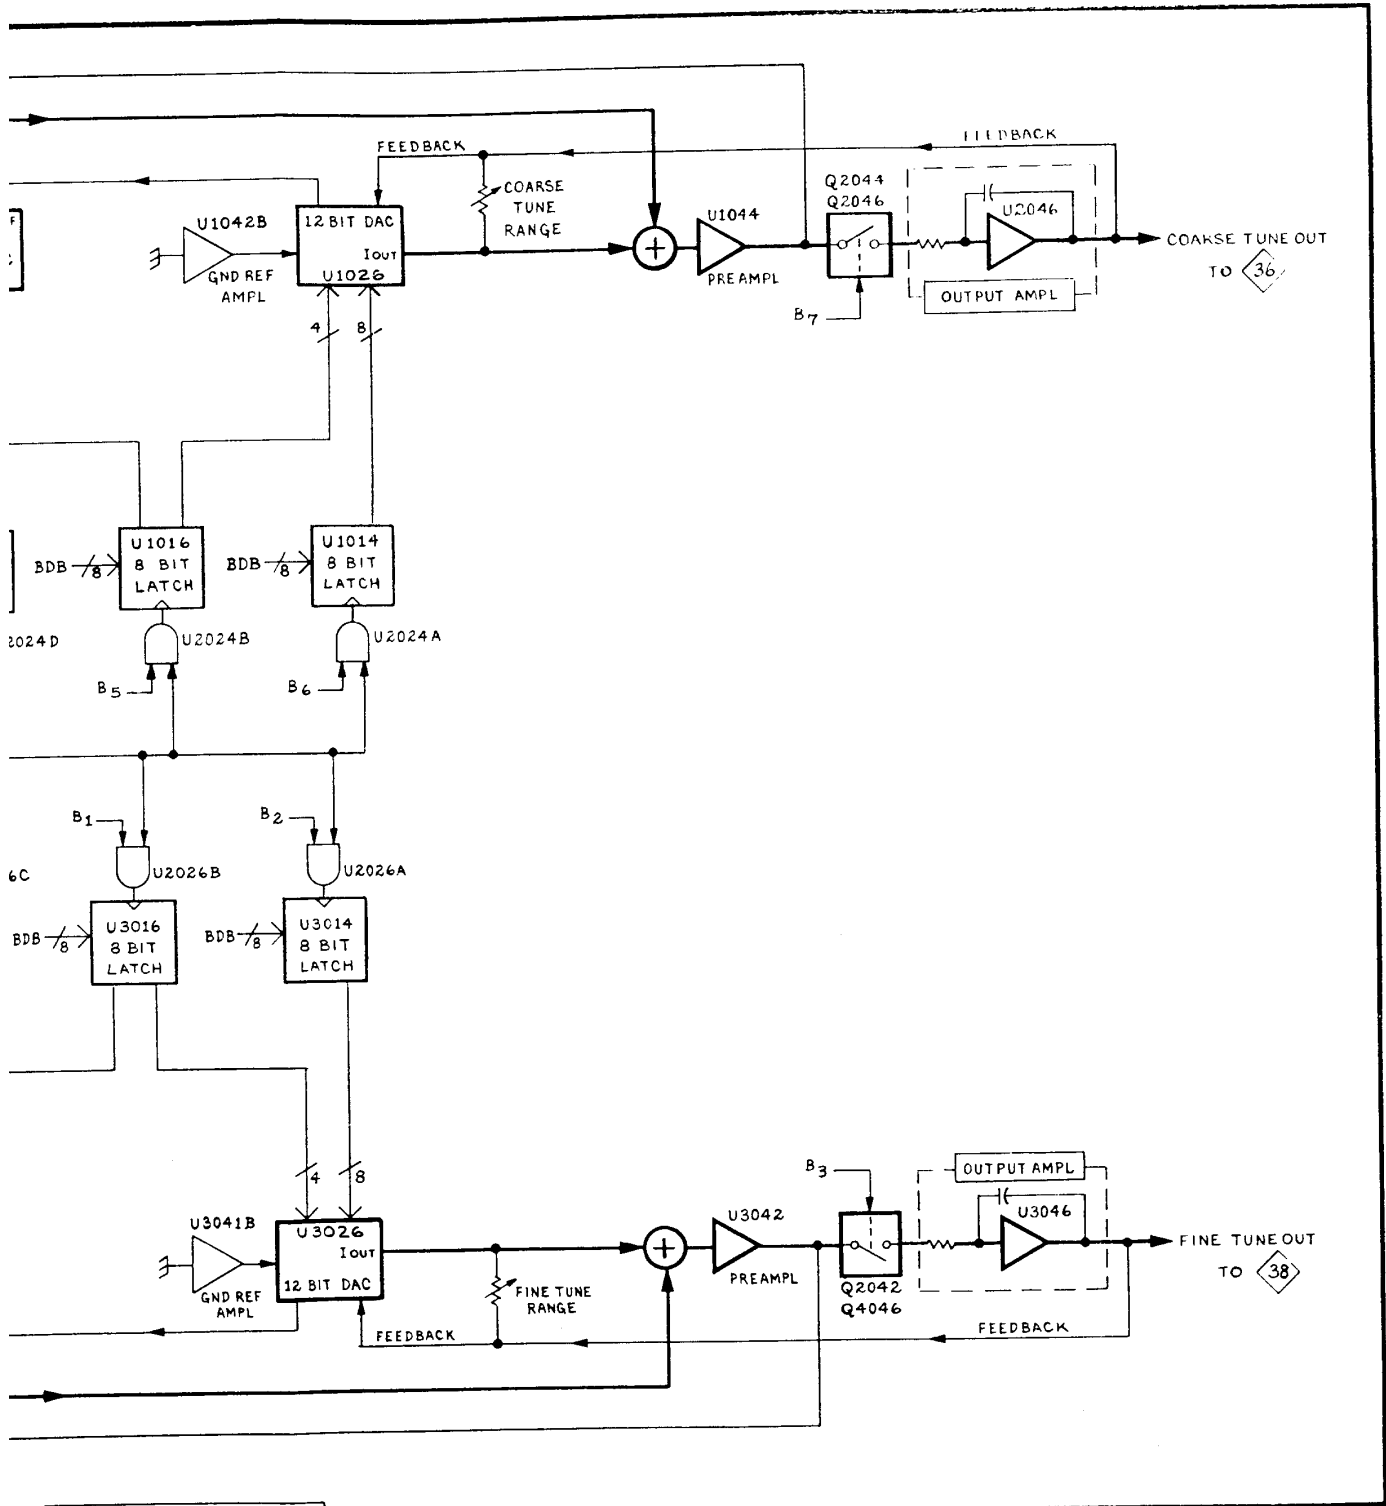 FEEDBACK
FEEDBACK
COARSE
TUNE
RANGE
U1042B
GND REF
AMPL
12 BIT DAC
IOUT
U1026
U1044
PREAMPL
Q2044
Q2046
B7
U2046
OUTPUT AMPL
COARSE TUNE OUT
TO 36
4
8
BDB 8
U1016
8 BIT
LATCH
BDB 8
U1014
8 BIT
LATCH
2024D
U2024B
U2024A
B5
B6
B1
B2
6C
U2026B
U2026A
BDB 8
U3016
8 BIT
LATCH
BDB 8
U3014
8 BIT
LATCH
4
8
B3
OUTPUT AMPL
U3046
U3041B
GND REF
AMPL
U3026
IOUT
12 BIT DAC
U3042
PREAMPL
Q2042
Q4046
FINE TUNE OUT
TO 38
FINE TUNE
RANGE
FEEDBACK
FEEDBACK